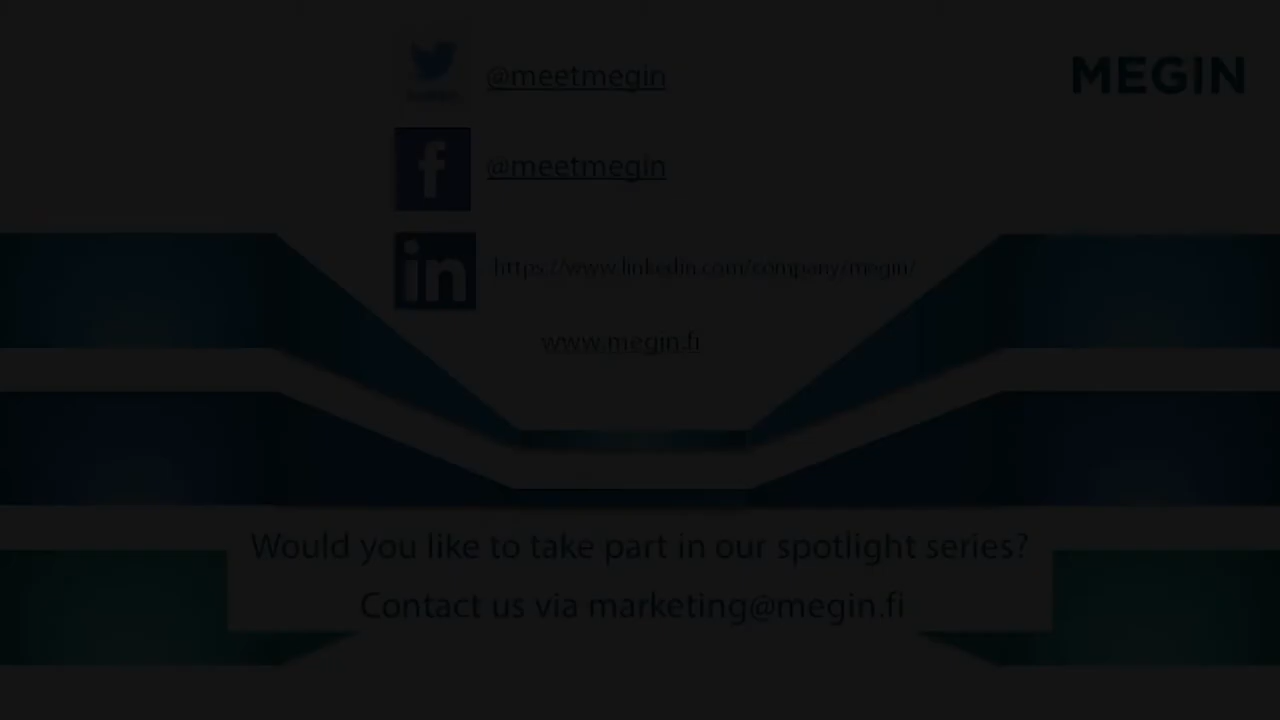 @meetmegin
MEGIN
@meetmegin
https://www.linkedin.com/company/megin/
www.megin.fi
Would you like to take part in our spotlight series?
Contact us via marketing@megin.fi